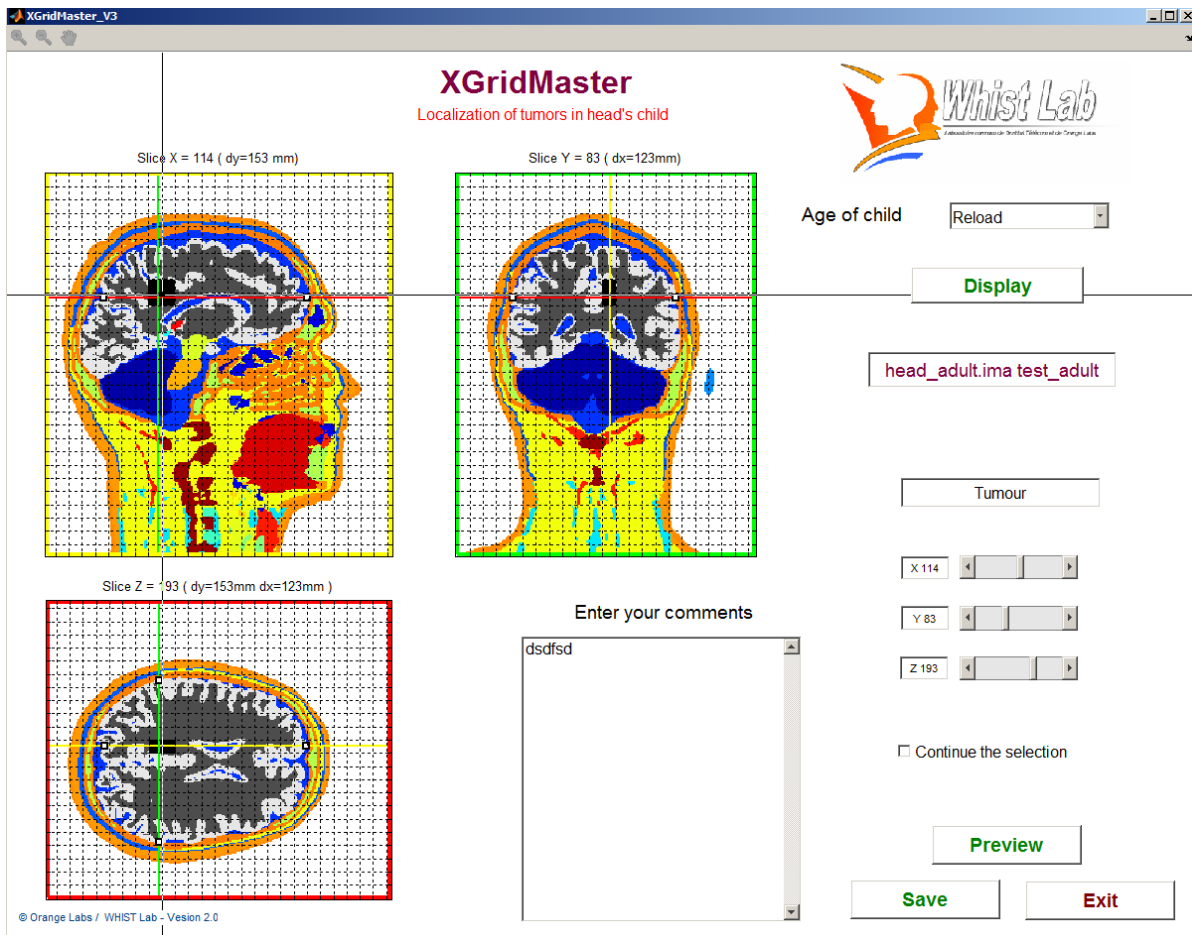 XGridMaster_V3
XGridMaster
Localization of tumors in head's child
Whist Lab
Slice X = 114 ( dy=153 mm)
Slice Y = 83 ( dx=123mm)
Age of child
Reload
Display
head_adult.ima test_adult
Tumour
X 114
Y 83
Z 193
Slice Z = 193 ( dy=153mm dx=123mm )
Enter your comments
dsdfsd
Continue the selection
Preview
Save
Exit
© Orange Labs / WHIST Lab - Vesion 2.0